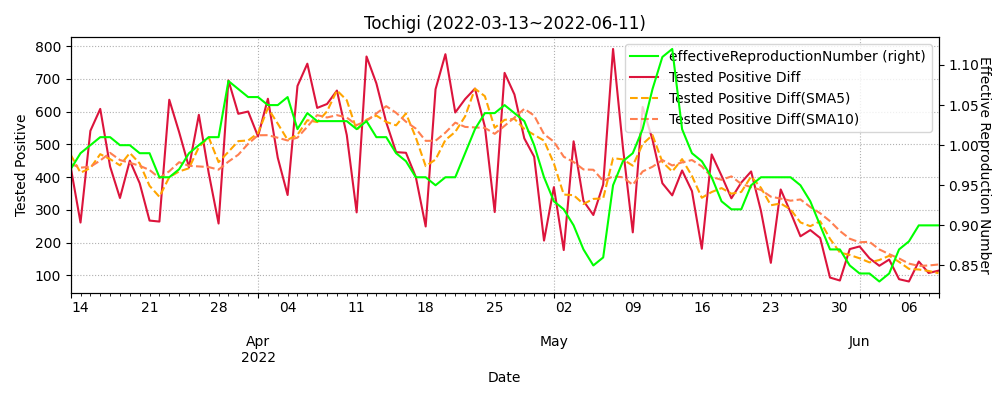 Tochigi (2022-03-13~2022-06-11)
effectiveReproductionNumber (right)
Tested Positive Diff
Tested Positive Diff(SMA5)
Tested Positive Diff(SMA10)
Tested Positive
800
700
600
500
400
300
200
100
1.10
1.05
1.00
0.95
0.90
0.85
Effective Reproduction Number
14 21 28 04 11 18 25 02 09 16 23 30 06
Apr May Jun
2022
Date